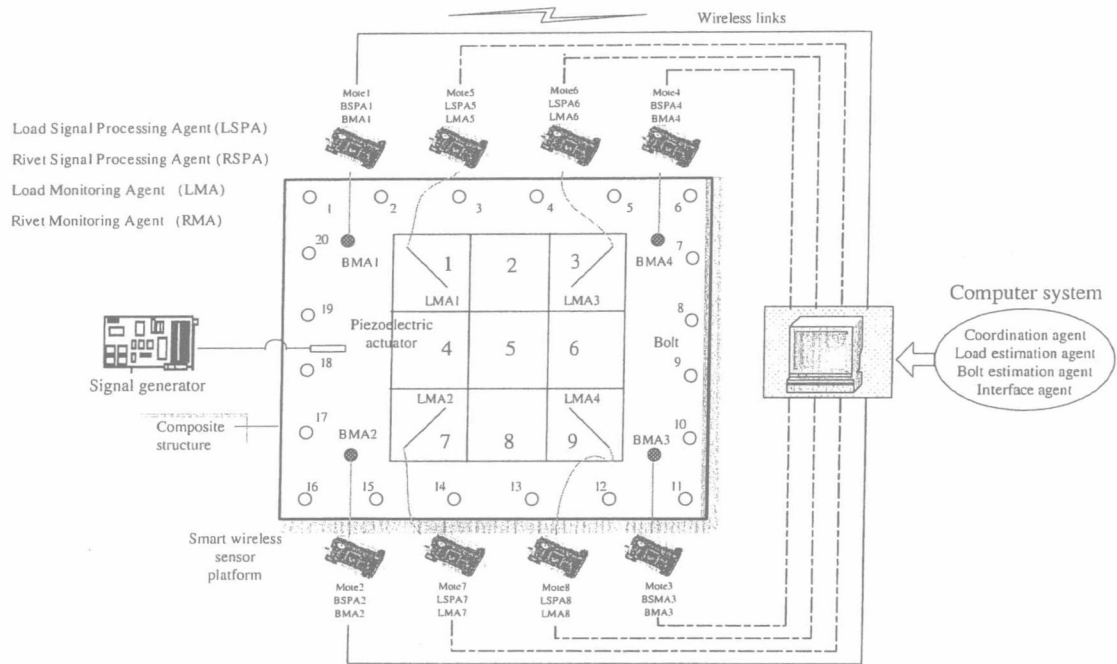 Wireless links
Mote1
BSPA1
BMA1
Mote5
LSPA5
LMA5
Mote6
LSPA6
LMA6
Mote4
BSPA4
BMA4
Load Signal Processing Agent (LSPA)
Rivet Signal Processing Agent (RSPA)
Load Monitoring Agent (LMA)
Rivet Monitoring Agent (RMA)
1
2
3
4
5
6
20
BMA1
BMA4
7
1
2
3
LMA1
LMA3
19
8
Piezoelectric
actuator
4
5
6
Bolt
18
9
Signal generator
Computer system
Coordination agent
Load estimation agent
Bolt estimation agent
Interface agent
LMA2
LMA4
17
10
Composite
structure
BMA2
7
8
9
BMA3
16
15
14
13
12
11
Smart wireless
sensor
platform
Mote2
BSPA2
BMA2
Mote7
LSPA7
LMA7
Mote8
LSPA8
LMA8
Mote3
BSMA3
BMA3